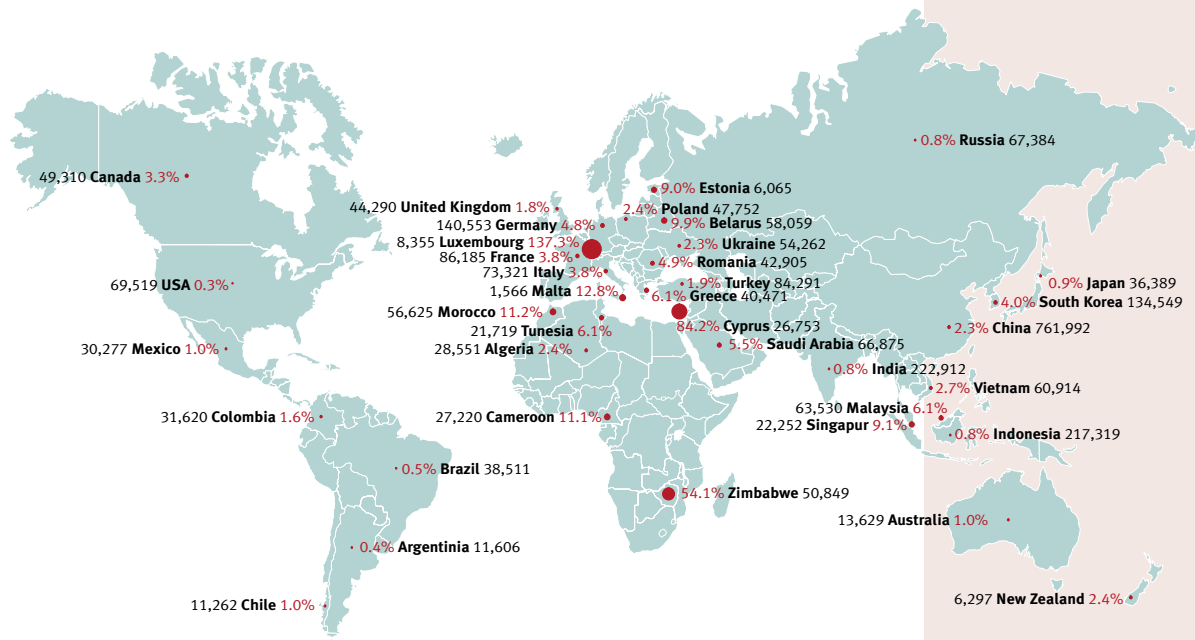 0.8% Russia 67,384
49,310 Canada 3.3%
9.0% Estonia 6,065
44,290 United Kingdom 1.8%
2.4% Poland 47,752
140,553 Germany 4.8%
9.9% Belarus 58,059
8,355 Luxembourg 137.3%
2.3% Ukraine 54,262
86,185 France 3.8%
4.9% Romania 42,905
73,321 Italy 3.8%
69,519 USA 0.3%
1.9% Turkey 84,291
0.9% Japan 36,389
1,566 Malta 12.8%
6.1% Greece 40,471
4.0% South Korea 134,549
56,625 Morocco 11.2%
84.2% Cyprus 26,753
2.3% China 761,992
21,719 Tunesia 6.1%
5.5% Saudi Arabia 66,875
30,277 Mexico 1.0%
28,551 Algeria 2.4%
0.8% India 222,912
2.7% Vietnam 60,914
63,530 Malaysia 6.1%
31,620 Colombia 1.6%
27,220 Cameroon 11.1%
22,252 Singapur 9.1%
0.8% Indonesia 217,319
0.5% Brazil 38,511
54.1% Zimbabwe 50,849
13,629 Australia 1.0%
0.4% Argentinia 11,606
11,262 Chile 1.0%
6,297 New Zealand 2.4%